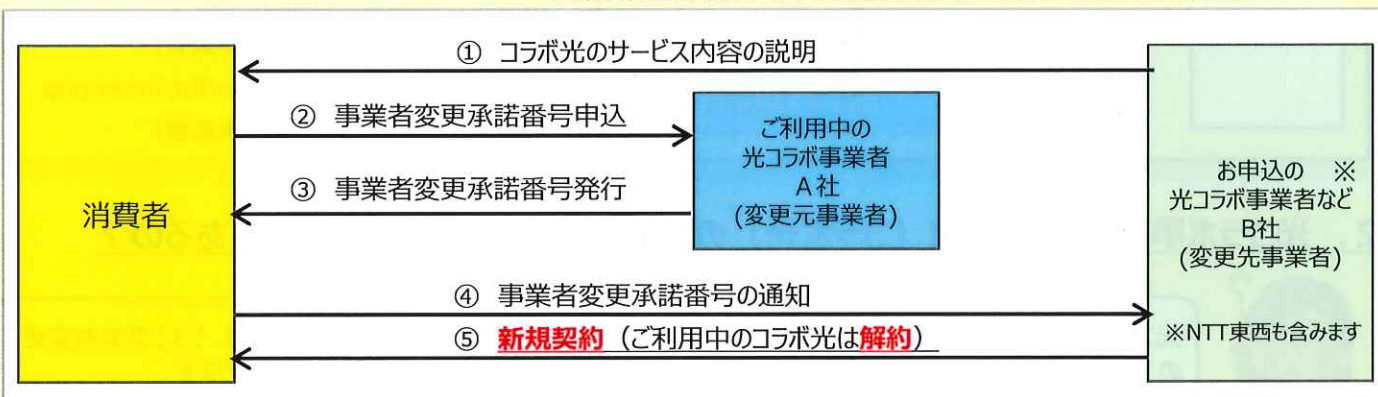 ① コラボ光のサービス内容の説明
② 事業者変更承諾番号申込
③ 事業者変更承諾番号発行
消費者
ご利用中の
光コラボ事業者
A社
(変更元事業者)
お申込の ※
光コラボ事業者など
B社
(変更先事業者)
※NTT東西も含みます
④ 事業者変更承諾番号の通知
⑤ 新規契約（ご利用中のコラボ光は解約）